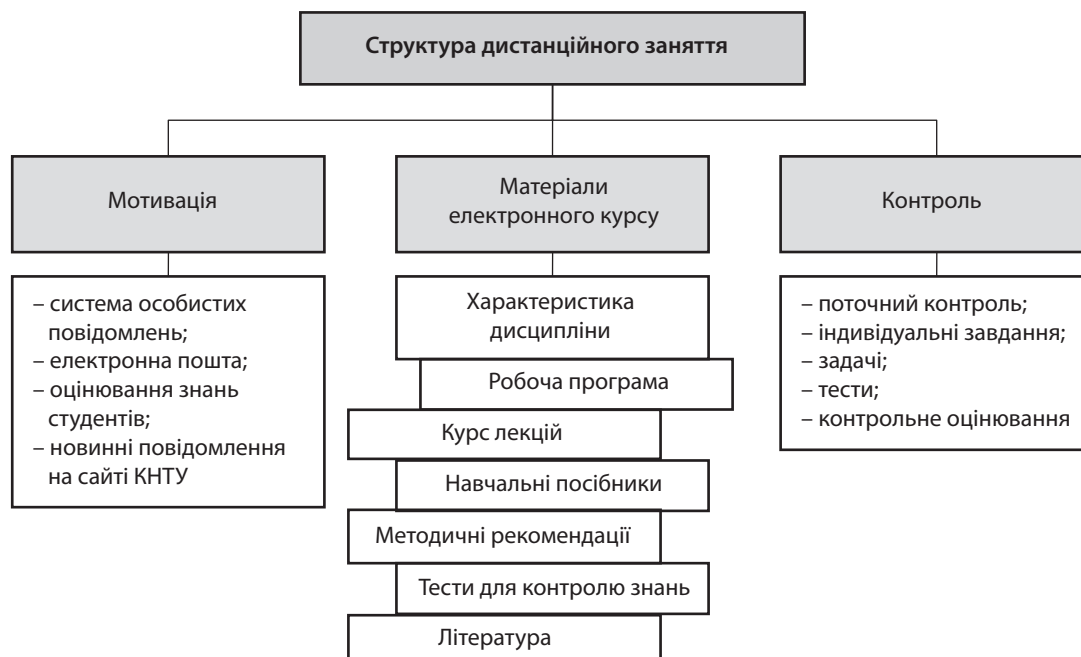 Структура дистанційного заняття
Мотивація
– система особистих
повідомлень;
– електронна пошта;
– оцінювання знань
студентів;
– новинні повідомлення
на сайті КНТУ
Матеріали
електронного курсу
Характеристика
дисципліни
Робоча програма
Курс лекцій
Навчальні посібники
Методичні рекомендації
Тести для контролю знань
Література
Контроль
– поточний контроль;
– індивідуальні завдання;
– задачі;
– тести;
– контрольне оцінювання